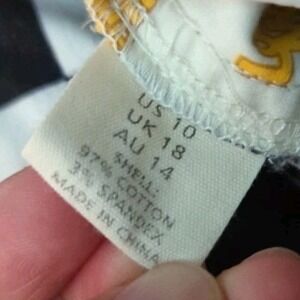 US 10
UK 18
AU 14
SHELL:
97% COTTON
3% SPANDEX
MADE IN CHINA